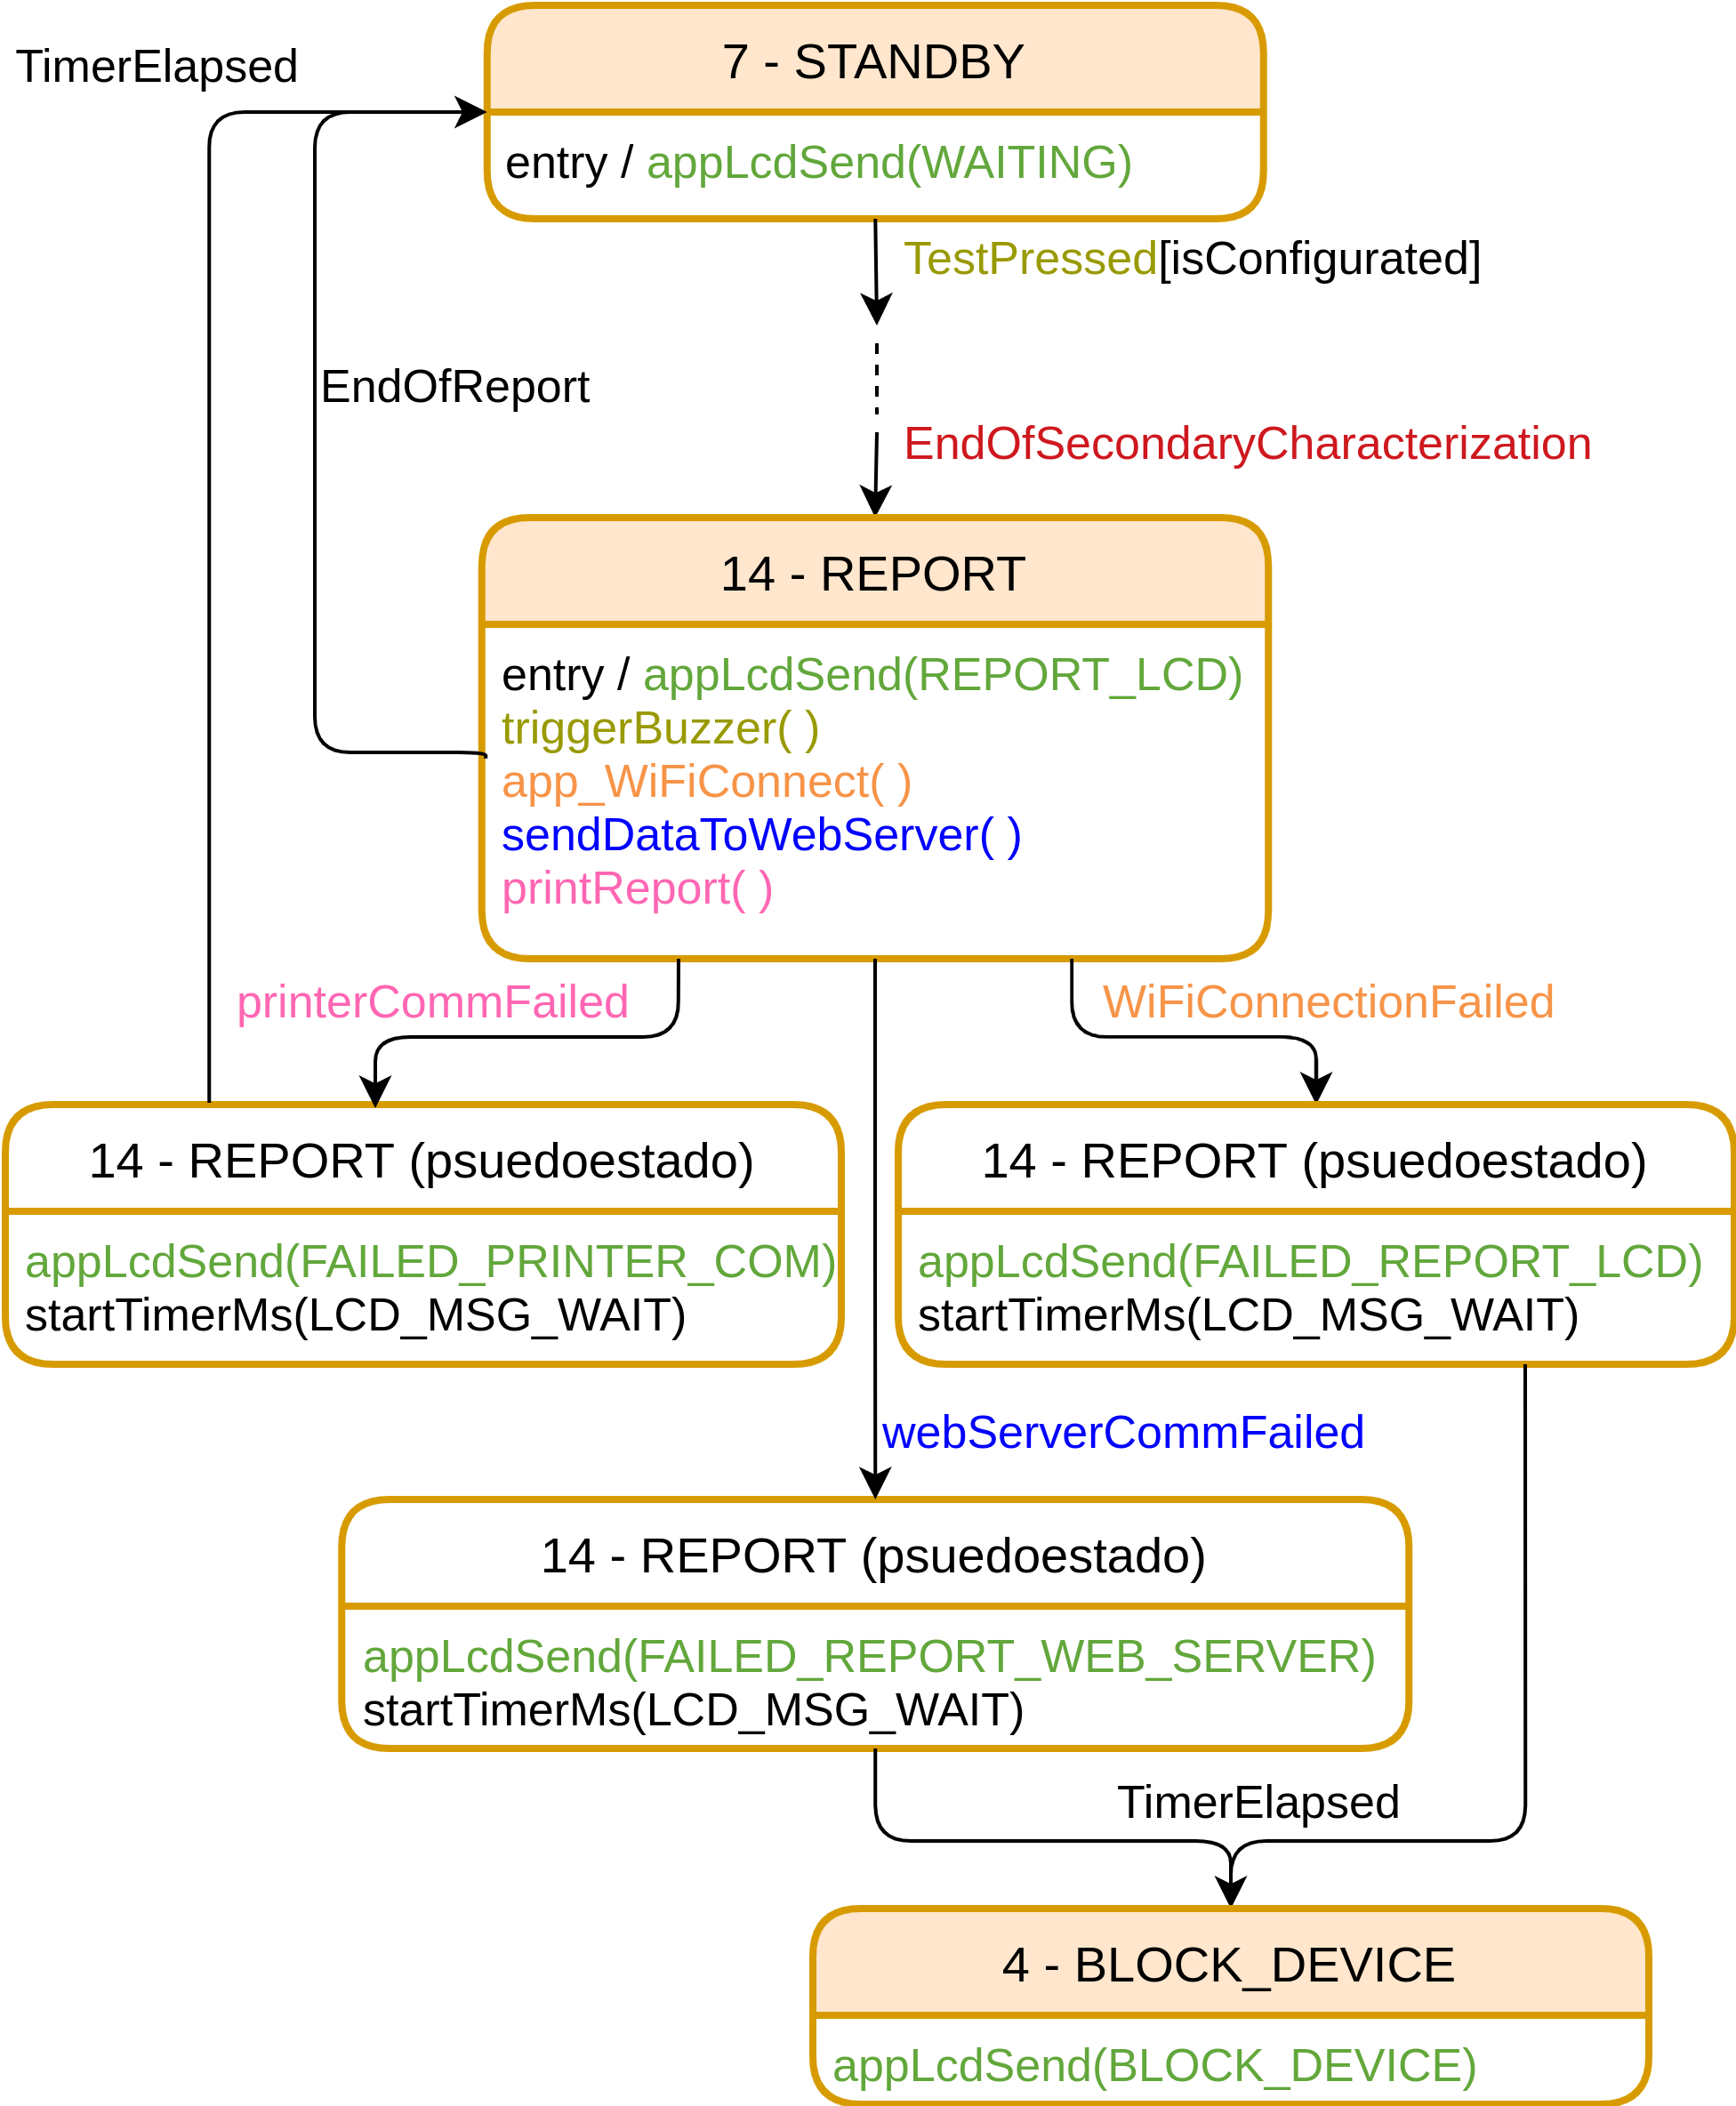 TimerElapsed
7 - STANDBY
entry / appLcdSend(WAITING)
TestPressed[isConfigurated]
EndOfReport
EndOfSecondaryCharacterization
14 - REPORT
entry / appLcdSend(REPORT_LCD)
triggerBuzzer( )
app_WiFiConnect( )
sendDataToWebServer( )
printReport( )
printerCommFailed
WiFiConnectionFailed
14 - REPORT (psuedoestado)
appLcdSend(FAILED_PRINTER_COM)
startTimerMs(LCD_MSG_WAIT)
14 - REPORT (psuedoestado)
appLcdSend(FAILED_REPORT_LCD)
startTimerMs(LCD_MSG_WAIT)
webServerCommFailed
14 - REPORT (psuedoestado)
appLcdSend(FAILED_REPORT_WEB_SERVER)
startTimerMs(LCD_MSG_WAIT)
TimerElapsed
4 - BLOCK_DEVICE
appLcdSend(BLOCK_DEVICE)